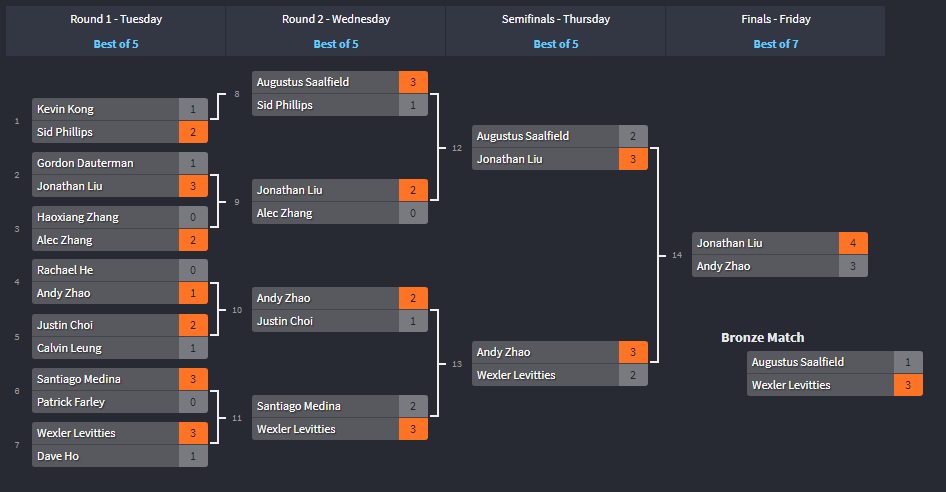 Round 1 - Tuesday
Best of 5
Round 2 - Wednesday
Best of 5
Semifinals - Thursday
Best of 5
Finals - Friday
Best of 7
1
Kevin Kong 1
Sid Phillips 2
2
Gordon Dauterman 1
Jonathan Liu 3
3
Haoxiang Zhang 0
Alec Zhang 2
4
Rachael He 0
Andy Zhao 1
5
Justin Choi 2
Calvin Leung 1
6
Santiago Medina 3
Patrick Farley 0
7
Wexler Levitties 3
Dave Ho 1
8
Augustus Saalfield 3
Sid Phillips 1
9
Jonathan Liu 2
Alec Zhang 0
10
Andy Zhao 2
Justin Choi 1
11
Santiago Medina 2
Wexler Levitties 3
12
Augustus Saalfield 2
Jonathan Liu 3
13
Andy Zhao 3
Wexler Levitties 2
14
Jonathan Liu 4
Andy Zhao 3
Bronze Match
Augustus Saalfield 1
Wexler Levitties 3